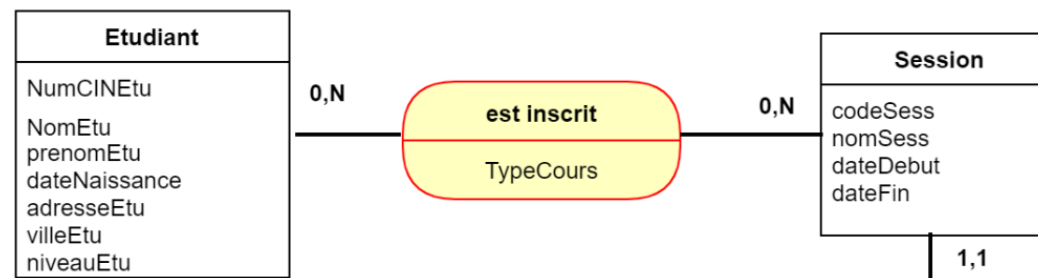 Etudiant
NumCINEtu
NomEtu
prenomEtu
dateNaissance
adresseEtu
villeEtu
niveauEtu
0,N
est inscrit
TypeCours
0,N
Session
codeSess
nomSess
dateDebut
dateFin
1,1